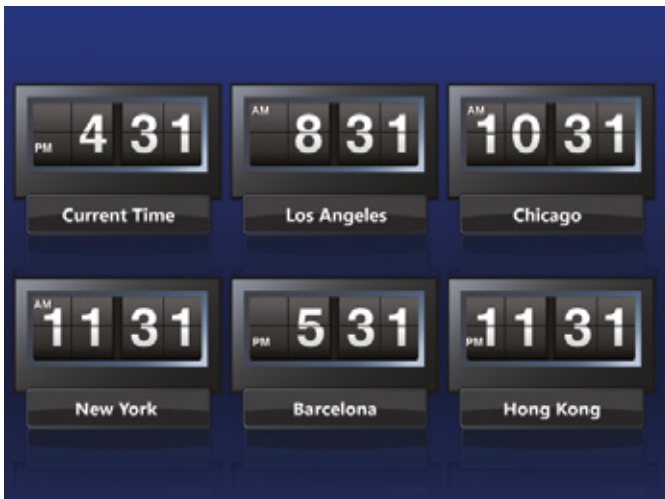 PM 4 31
Current Time
AM 8 31
Los Angeles
AM 10 31
Chicago
AM 11 31
New York
PM 5 31
Barcelona
PM 11 31
Hong Kong